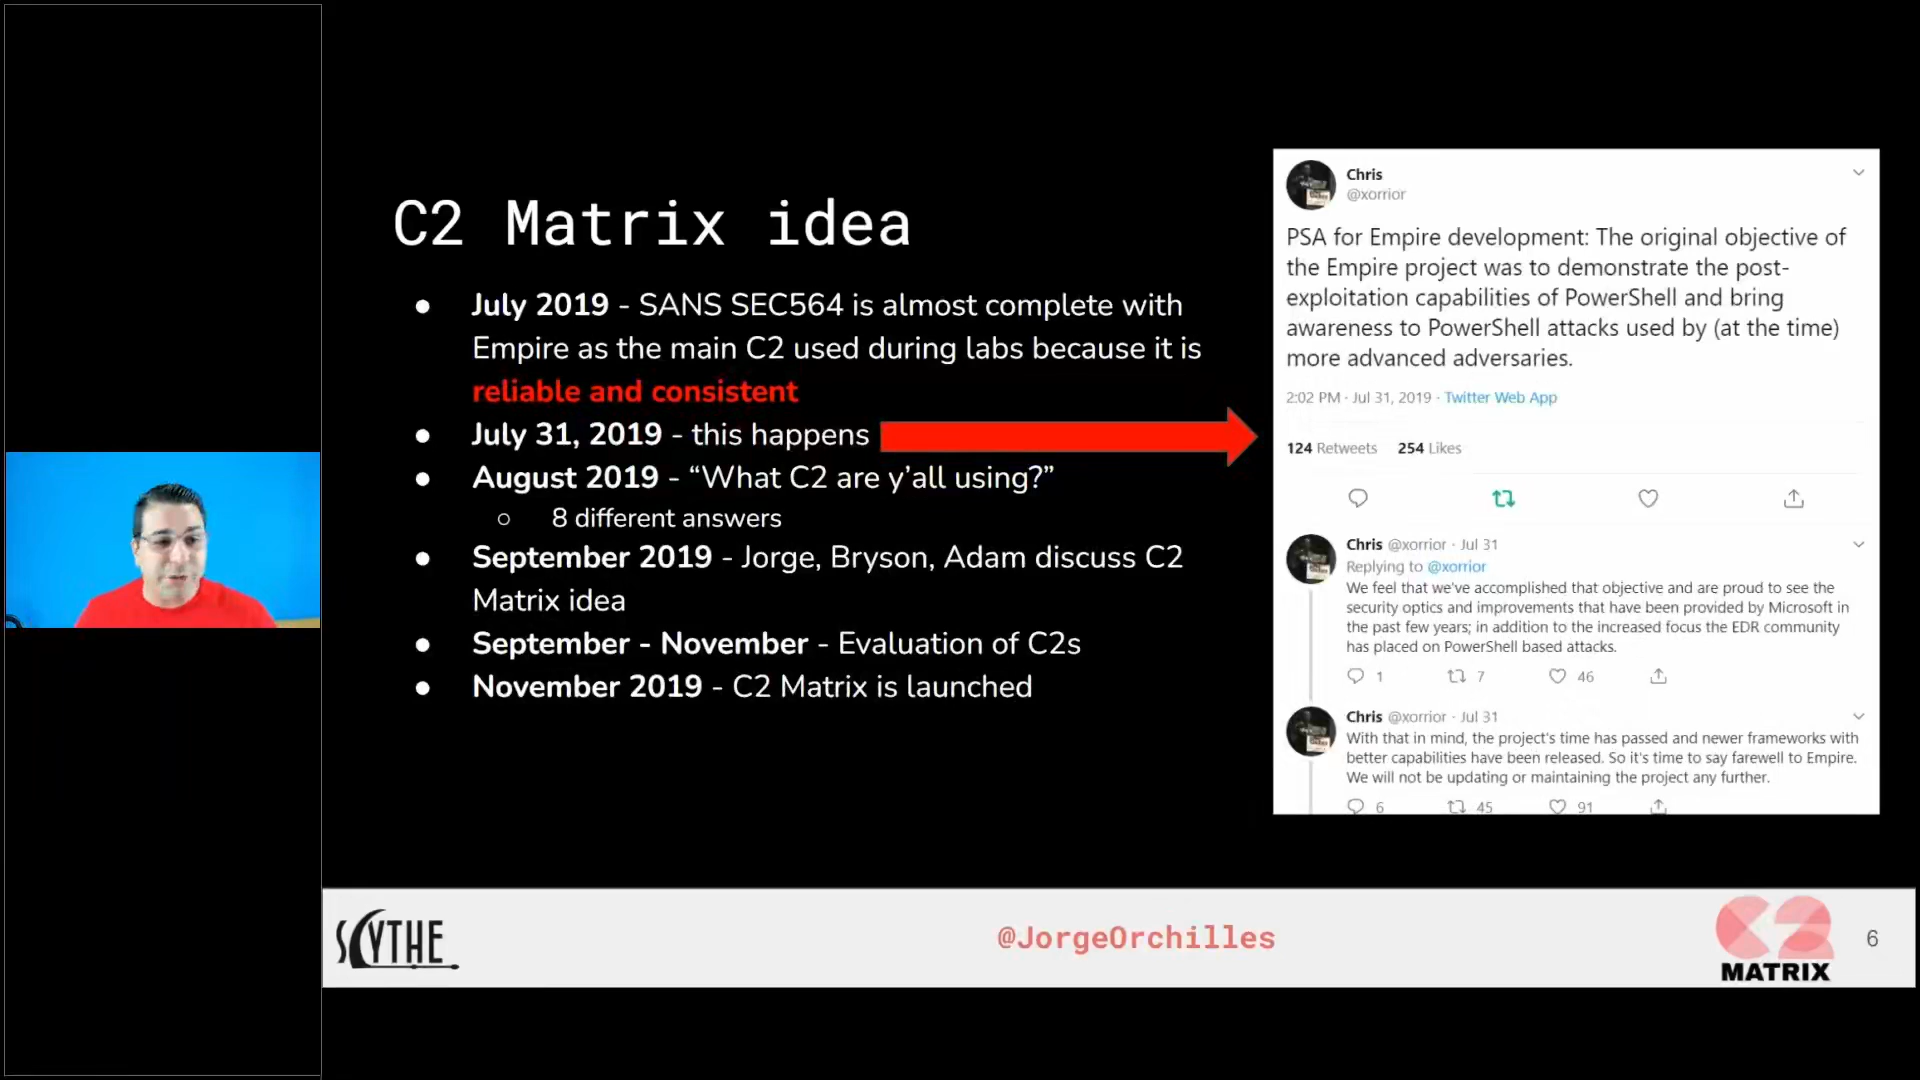 C2 Matrix idea
● July 2019 - SANS SEC564 is almost complete with
Empire as the main C2 used during labs because it is
reliable and consistent
● July 31, 2019 - this happens
● August 2019 - “What C2 are y’all using?”
○ 8 different answers
● September 2019 - Jorge, Bryson, Adam discuss C2
Matrix idea
● September - November - Evaluation of C2s
● November 2019 - C2 Matrix is launched
Chris
@xorrior
PSA for Empire development: The original objective of
the Empire project was to demonstrate the post-
exploitation capabilities of PowerShell and bring
awareness to PowerShell attacks used by (at the time)
more advanced adversaries.
2:02 PM · Jul 31, 2019 · Twitter Web App
124 Retweets 254 Likes
Chris @xorrior · Jul 31
Replying to @xorrior
We feel that we've accomplished that objective and are proud to see the
security optics and improvements that have been provided by Microsoft in
the past few years; in addition to the increased focus the EDR community
has placed on PowerShell based attacks.
1 7 46
Chris @xorrior · Jul 31
With that in mind, the project's time has passed and newer frameworks with
better capabilities have been released. So it's time to say farewell to Empire.
We will not be updating or maintaining the project any further.
6 45 91
SCYTHE
@JorgeOrchilles
C2
MATRIX
6